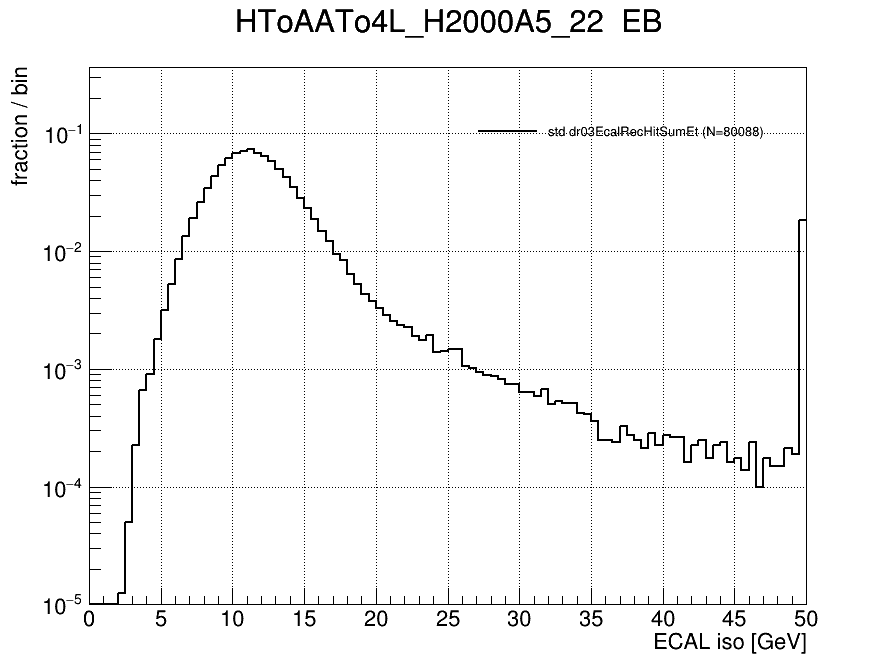 HToAATo4L_H2000A5_22 EB
fraction / bin
std dr03EcalRecHitSumEt (N=80088)
10⁻¹
10⁻²
10⁻³
10⁻⁴
10⁻⁵
0 5 10 15 20 25 30 35 40 45 50
ECAL iso [GeV]